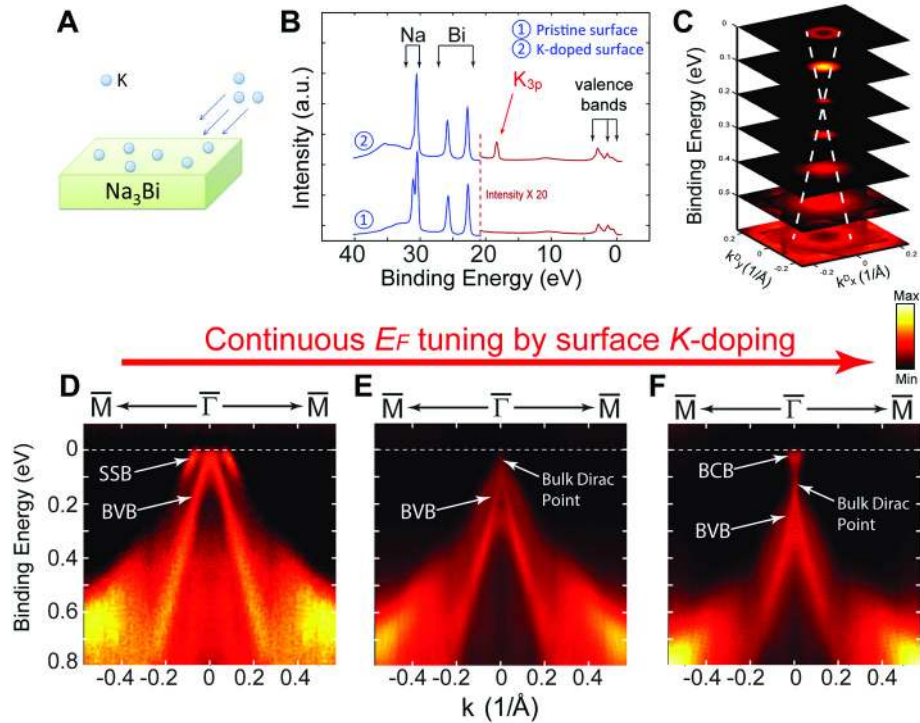 A
K
Na₃Bi
B
Intensity (a.u.)
Na
Bi
① Pristine surface
② K-doped surface
K3p
valence
bands
②
①
Intensity X 20
40
30
20
10
0
Binding Energy (eV)
C
Binding Energy (eV)
0
0.1
0.2
0.3
0.4
0.5
0.2
0
-0.2
kᴰy (1/Å)
-0.2
0
0.2
kᴰx (1/Å)
Max
Min
Continuous EF tuning by surface K-doping
D
M̅ Γ̅ M̅
Binding Energy (eV)
0
0.2
0.4
0.6
0.8
SSB
BVB
-0.4 -0.2 0 0.2 0.4
E
M̅ Γ̅ M̅
BVB
Bulk Dirac
Point
-0.4 -0.2 0 0.2 0.4
k (1/Å)
F
M̅ Γ̅ M̅
BCB
Bulk Dirac
Point
BVB
-0.4 -0.2 0 0.2 0.4